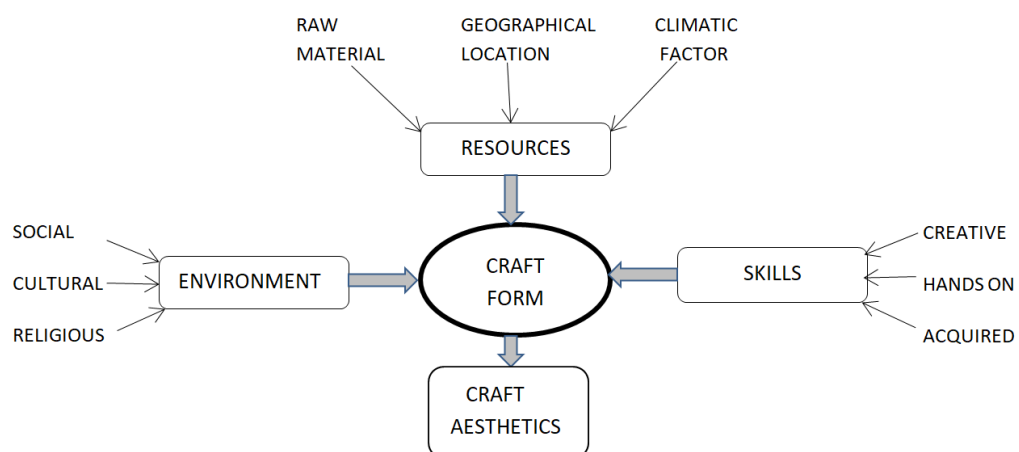 RAW
MATERIAL
GEOGRAPHICAL
LOCATION
CLIMATIC
FACTOR
RESOURCES
SOCIAL
CULTURAL
RELIGIOUS
ENVIRONMENT
CRAFT
FORM
SKILLS
CREATIVE
HANDS ON
ACQUIRED
CRAFT
AESTHETICS